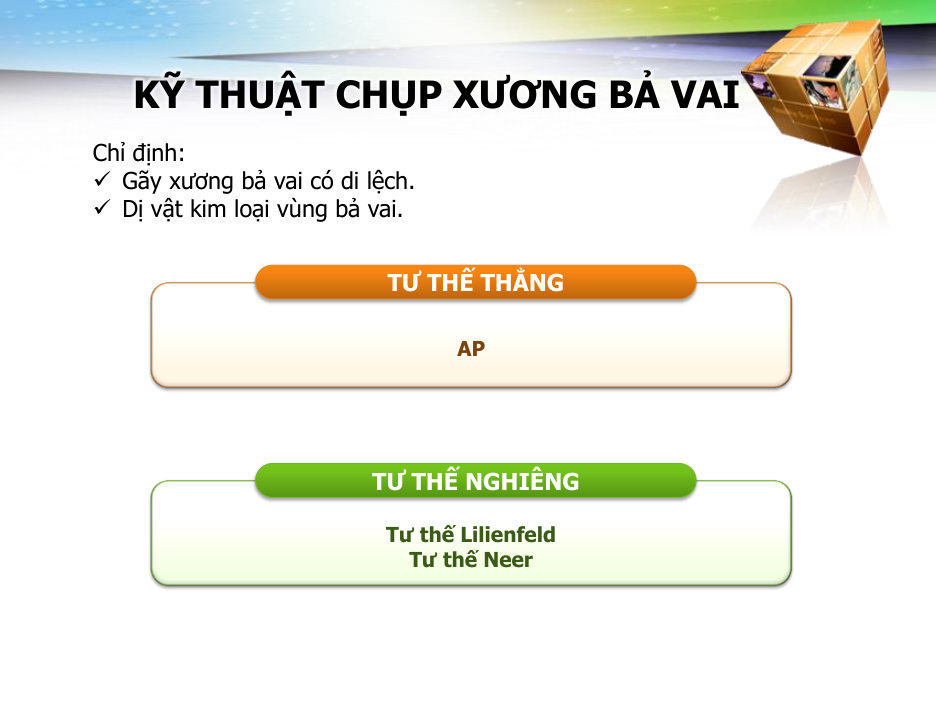 KỸ THUẬT CHỤP XƯƠNG BẢ VAI
Chỉ định:
✓ Gãy xương bả vai có di lệch.
✓ Dị vật kim loại vùng bả vai.
TƯ THẾ THẲNG
AP
TƯ THẾ NGHIÊNG
Tư thế Lilienfeld
Tư thế Neer